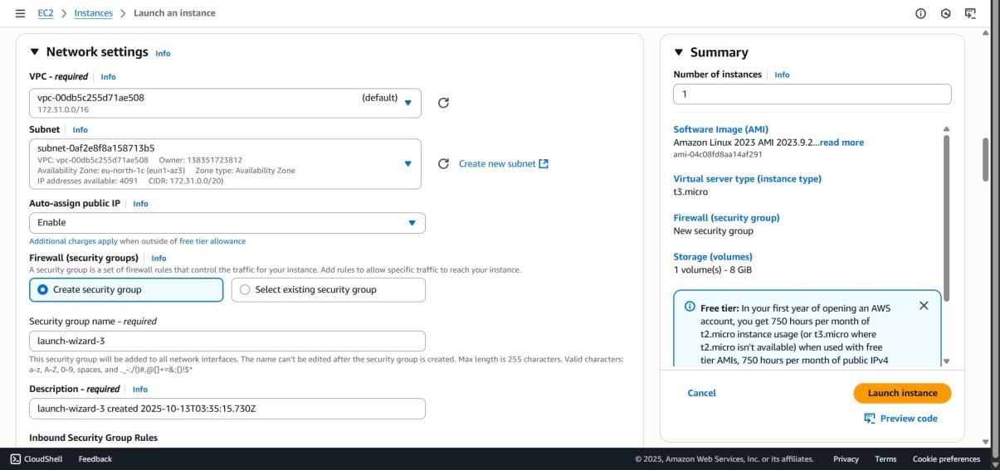 EC2 > Instances > Launch an instance
Network settings Info
VPC - required | Info
vpc-00db5c255d71ae508 (default)
172.31.0.0/16
Subnet | Info
subnet-0af2e8f8a158713b5
VPC: vpc-00db5c255d71ae508 Owner: 138351723812
Availability Zone: eu-north-1c (eun1-az3) Zone type: Availability Zone
IP addresses available: 4091 CIDR: 172.31.0.0/20)
Create new subnet
Auto-assign public IP | Info
Enable
Additional charges apply when outside of free tier allowance
Firewall (security groups) | Info
A security group is a set of firewall rules that control the traffic for your instance. Add rules to allow specific traffic to reach your instance.
Create security group
Select existing security group
Security group name - required
launch-wizard-3
This security group will be added to all network interfaces. The name can't be edited after the security group is created. Max length is 255 characters. Valid characters:
a-z, A-Z, 0-9, spaces, and ._-:/()#,@[]+=&;{}!$*
Description - required | Info
launch-wizard-3 created 2025-10-13T03:35:15.730Z
Inbound Security Group Rules
Summary
Number of instances | Info
1
Software Image (AMI)
Amazon Linux 2023 AMI 2023.9.2...read more
ami-04c08fd8aa14af291
Virtual server type (instance type)
t3.micro
Firewall (security group)
New security group
Storage (volumes)
1 volume(s) - 8 GiB
Free tier: In your first year of opening an AWS
account, you get 750 hours per month of
t2.micro instance usage (or t3.micro where
t2.micro isn't available) when used with free
tier AMIs, 750 hours per month of public IPv4
Cancel
Launch instance
Preview code
CloudShell Feedback © 2025, Amazon Web Services, Inc. or its affiliates. Privacy Terms Cookie preferences